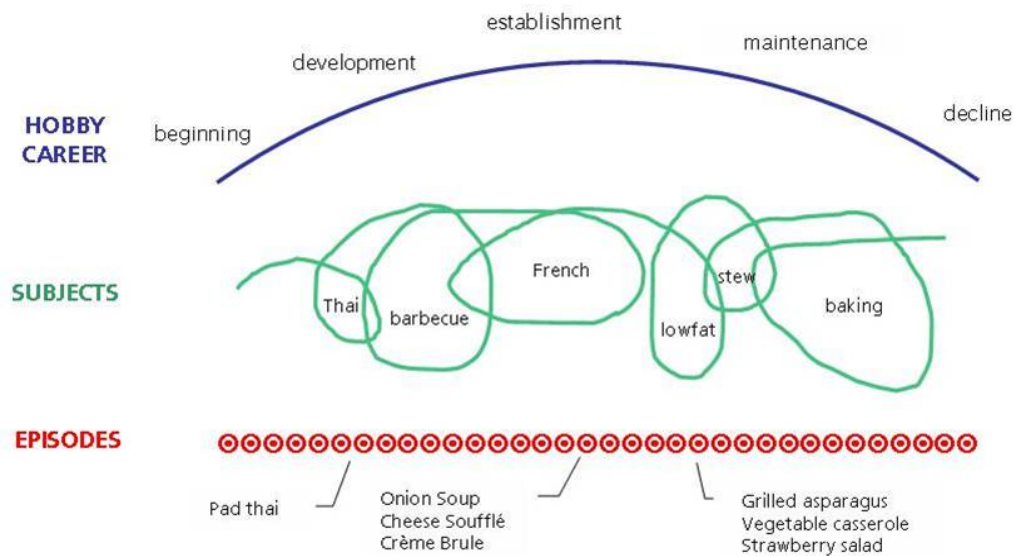 establishment
maintenance
development
decline
beginning
HOBBY
CAREER
SUBJECTS
Thai
barbecue
French
lowfat
stew
baking
EPISODES
Pad thai
Onion Soup
Cheese Soufflé
Crème Brule
Grilled asparagus
Vegetable casserole
Strawberry salad